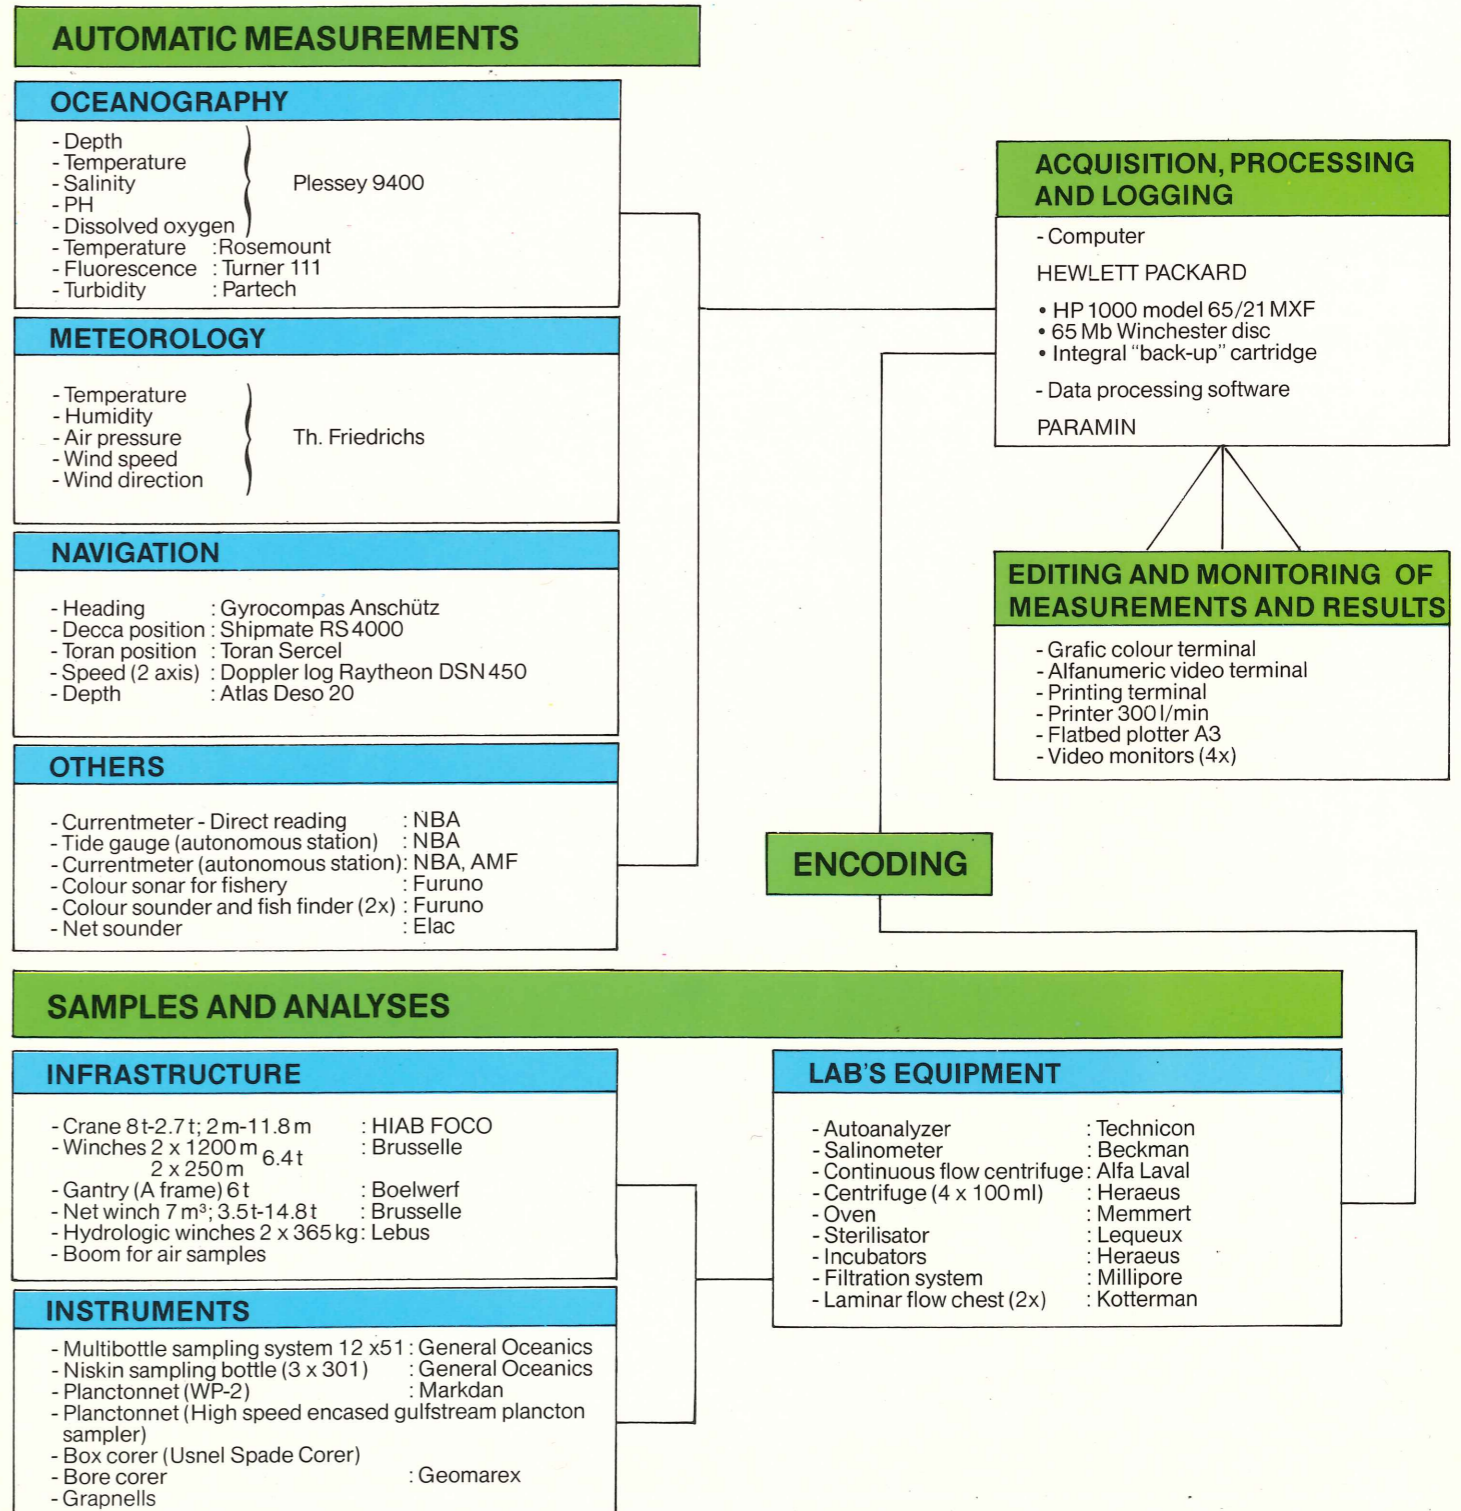 AUTOMATIC MEASUREMENTS
OCEANOGRAPHY
- Depth
- Temperature
- Salinity
- PH
- Dissolved oxygen
Plessey 9400
- Temperature : Rosemount
- Fluorescence : Turner 111
- Turbidity : Partech
METEOROLOGY
- Temperature
- Humidity
- Air pressure
- Wind speed
- Wind direction
Th. Friedrichs
NAVIGATION
- Heading : Gyrocompas Anschütz
- Decca position : Shipmate RS 4000
- Toran position : Toran Sercel
- Speed (2 axis) : Doppler log Raytheon DSN 450
- Depth : Atlas Deso 20
OTHERS
- Currentmeter - Direct reading : NBA
- Tide gauge (autonomous station) : NBA
- Currentmeter (autonomous station) : NBA, AMF
- Colour sonar for fishery : Furuno
- Colour sounder and fish finder (2x) : Furuno
- Net sounder : Elac
ACQUISITION, PROCESSING
AND LOGGING
- Computer
HEWLETT PACKARD
• HP 1000 model 65/21 MXF
• 65 Mb Winchester disc
• Integral "back-up" cartridge
- Data processing software
PARAMIN
EDITING AND MONITORING OF
MEASUREMENTS AND RESULTS
- Grafic colour terminal
- Alfanumeric video terminal
- Printing terminal
- Printer 300 l/min
- Flatbed plotter A3
- Video monitors (4x)
ENCODING
SAMPLES AND ANALYSES
INFRASTRUCTURE
- Crane 8 t-2.7 t; 2 m-11.8 m : HIAB FOCO
- Winches 2 x 1200 m 6.4 t : Brusselle
2 x 250 m
- Gantry (A frame) 6 t : Boelwerf
- Net winch 7 m³; 3.5 t-14.8 t : Brusselle
- Hydrologic winches 2 x 365 kg : Lebus
- Boom for air samples
INSTRUMENTS
- Multibottle sampling system 12 x51 : General Oceanics
- Niskin sampling bottle (3 x 301) : General Oceanics
- Planctonnet (WP-2) : Markdan
- Planctonnet (High speed encased gulfstream plancton
sampler)
- Box corer (Usnel Spade Corer)
- Bore corer : Geomarex
- Grapnells
LAB'S EQUIPMENT
- Autoanalyzer : Technicon
- Salinometer : Beckman
- Continuous flow centrifuge : Alfa Laval
- Centrifuge (4 x 100 ml) : Heraeus
- Oven : Memmert
- Sterilisator : Lequeux
- Incubators : Heraeus
- Filtration system : Millipore
- Laminar flow chest (2x) : Kotterman